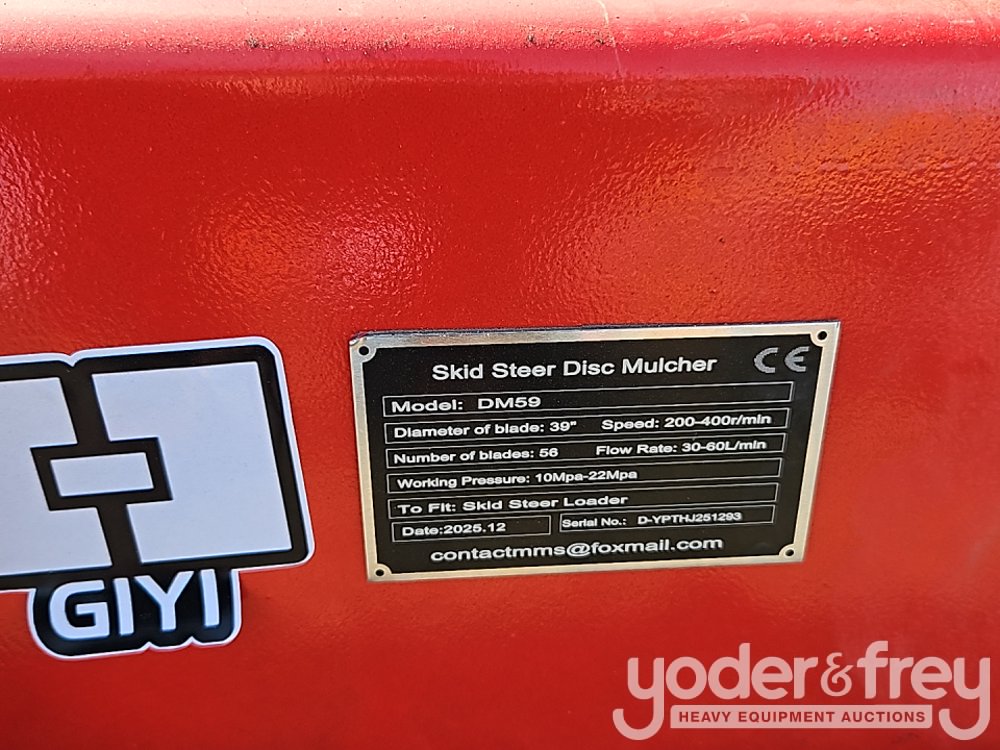 Skid Steer Disc Mulcher CE
Model: DM59
Diameter of blade: 39" Speed: 200-400r/min
Number of blades: 56 Flow Rate: 30-60L/min
Working Pressure: 10Mpa-22Mpa
To Fit: Skid Steer Loader
Date:2025.12 Serial No.: D-YPTHJ251293
contactmms@foxmail.com
GIYI
yoder&frey
HEAVY EQUIPMENT AUCTIONS